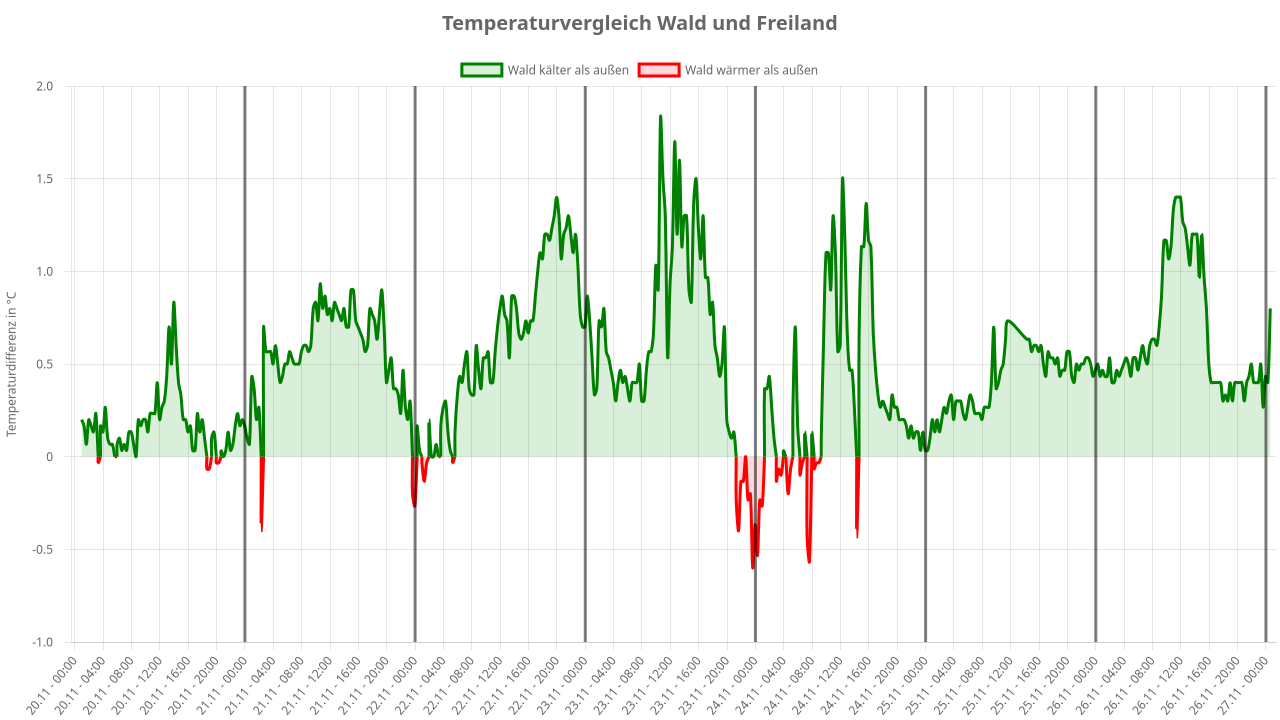 Temperaturvergleich Wald und Freiland
Wald kälter als außen
Wald wärmer als außen
Temperaturdifferenz in °C
2.0
1.5
1.0
0.5
0
-0.5
-1.0
20.11 - 00:00
20.11 - 04:00
20.11 - 08:00
20.11 - 12:00
20.11 - 16:00
20.11 - 20:00
21.11 - 00:00
21.11 - 04:00
21.11 - 08:00
21.11 - 12:00
21.11 - 16:00
21.11 - 20:00
22.11 - 00:00
22.11 - 04:00
22.11 - 08:00
22.11 - 12:00
22.11 - 16:00
22.11 - 20:00
23.11 - 00:00
23.11 - 04:00
23.11 - 08:00
23.11 - 12:00
23.11 - 16:00
23.11 - 20:00
24.11 - 00:00
24.11 - 04:00
24.11 - 08:00
24.11 - 12:00
24.11 - 16:00
24.11 - 20:00
25.11 - 00:00
25.11 - 04:00
25.11 - 08:00
25.11 - 12:00
25.11 - 16:00
25.11 - 20:00
26.11 - 00:00
26.11 - 04:00
26.11 - 08:00
26.11 - 12:00
26.11 - 16:00
26.11 - 20:00
27.11 - 00:00